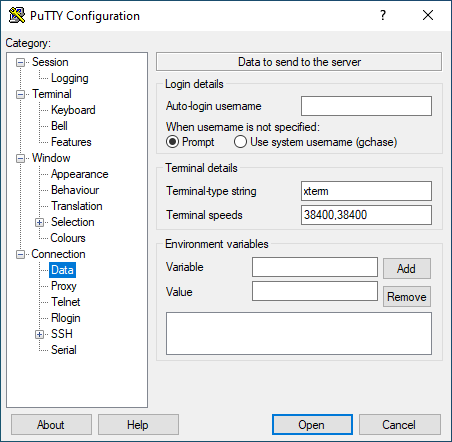 PuTTY Configuration
?
Category:
Session
Logging
Terminal
Keyboard
Bell
Features
Window
Appearance
Behaviour
Translation
Selection
Colours
Connection
Data
Proxy
Telnet
Rlogin
SSH
Serial
Data to send to the server
Login details
Auto-login username
When username is not specified:
Prompt Use system username (gchase)
Terminal details
Terminal-type string xterm
Terminal speeds 38400,38400
Environment variables
Variable Add
Value Remove
About Help Open Cancel